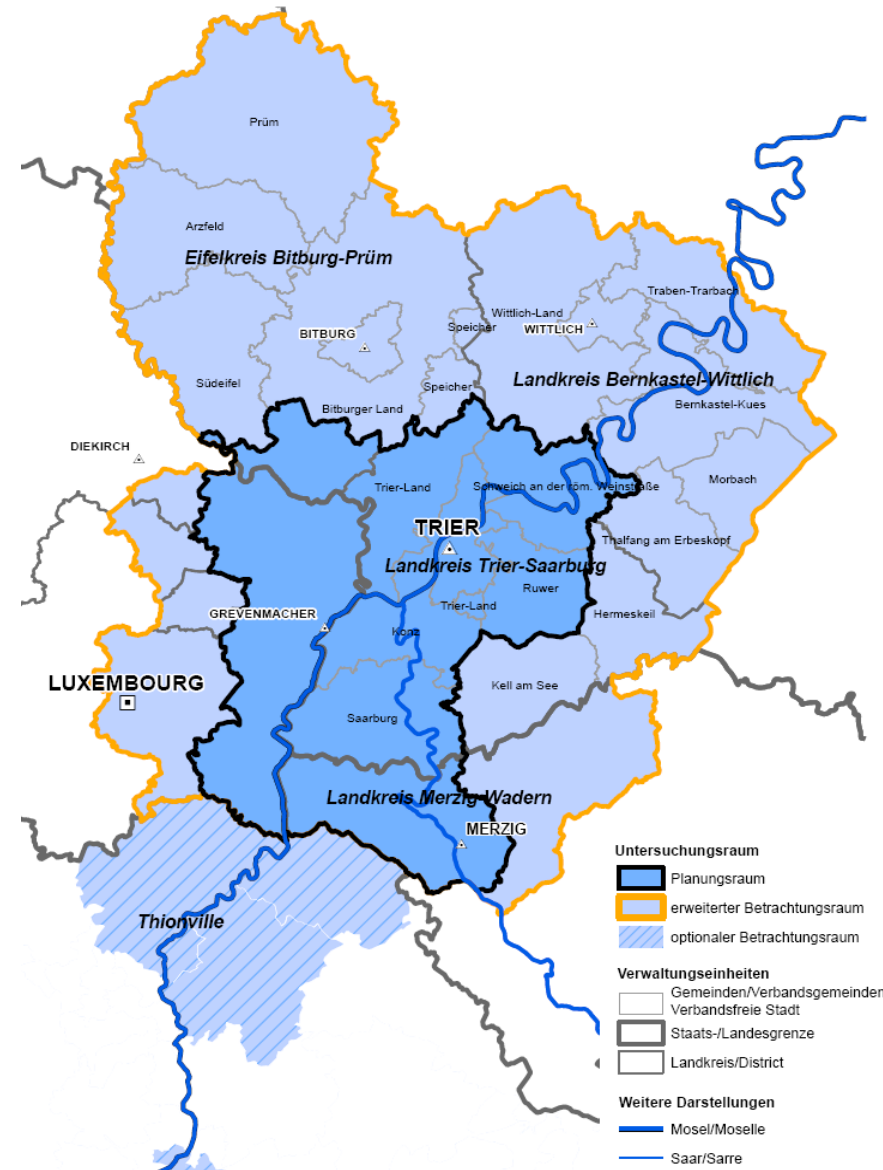 Prüm
Arzfeld
Eifelkreis Bitburg-Prüm
Traben-Trarbach
Wittlich-Land
BITBURG
Speicher
WITTLICH
Südeifel
Speicher
Landkreis Bernkastel-Wittlich
Bitburger Land
Bernkastel-Kues
DIEKIRCH
Morbach
Trier-Land
Schweich an der röm. Weinstraße
TRIER
Thalfang am Erbeskopf
Landkreis Trier-Saarburg
Ruwer
Trier-Land
GREVENMACHER
Hermeskeil
Konz
LUXEMBOURG
Kell am See
Saarburg
Landkreis Merzig-Wadern
MERZIG
Thionville
Untersuchungsraum
Planungsraum
erweiterter Betrachtungsraum
optionaler Betrachtungsraum
Verwaltungseinheiten
Gemeinden/Verbandsgemeinden
Verbandsfreie Stadt
Staats-/Landesgrenze
Landkreis/District
Weitere Darstellungen
Mosel/Moselle
Saar/Sarre